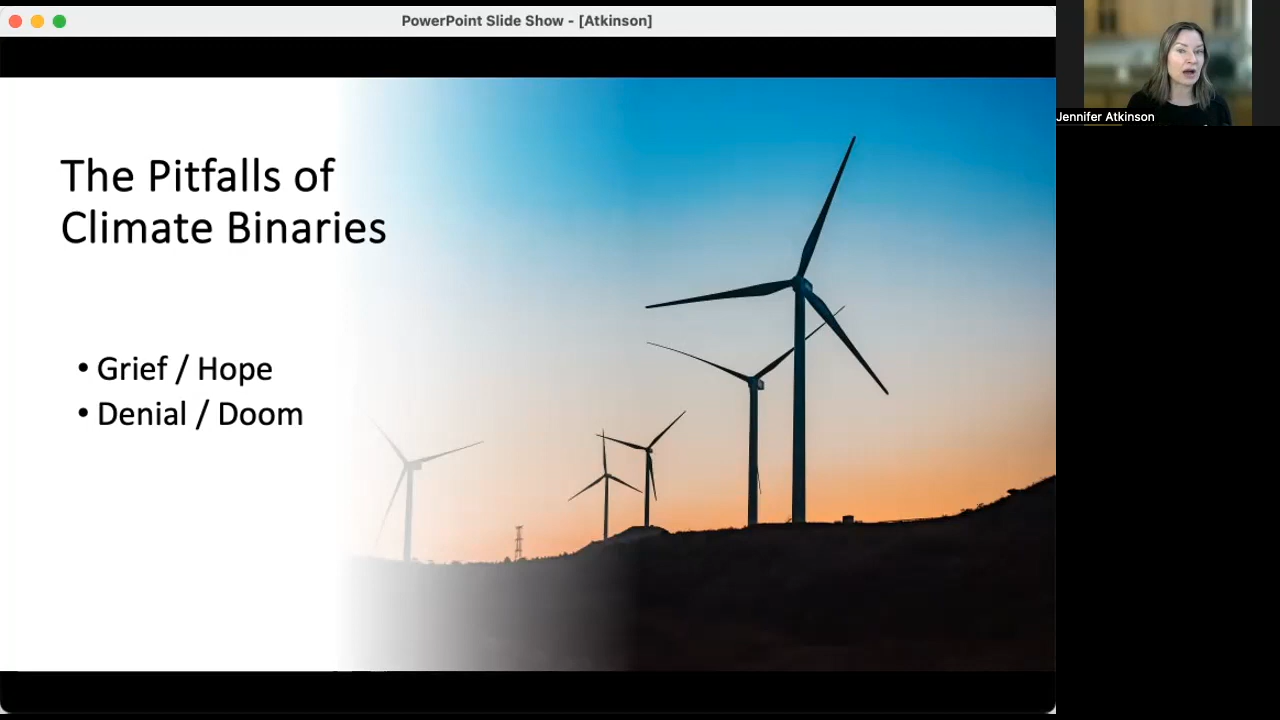 PowerPoint Slide Show - [Atkinson]
Jennifer Atkinson
The Pitfalls of
Climate Binaries
• Grief / Hope
• Denial / Doom